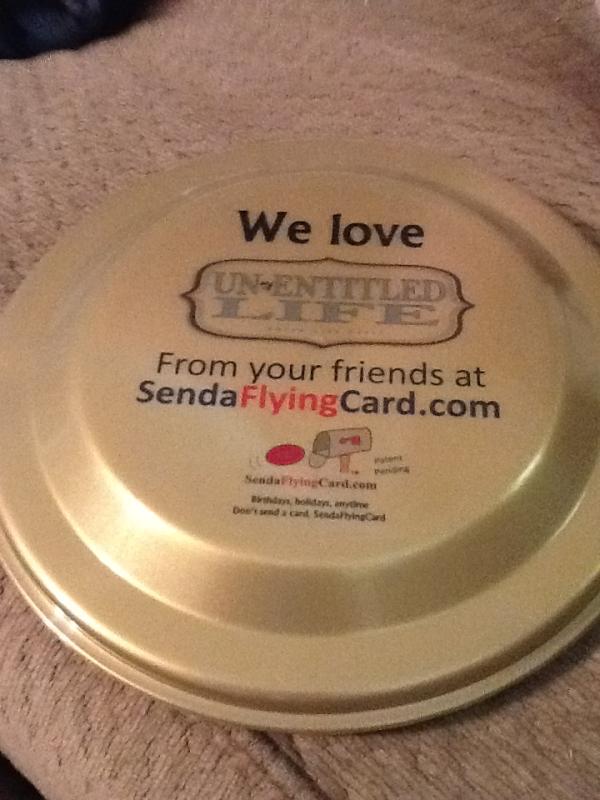 We love
UN-ENTITLED
LIFE
From your friends at
SendaFlyingCard.com
Patent
Pending
SendaFlyingCard.com
Birthdays, holidays, anytime
Don't send a card, SendaFlyingCard